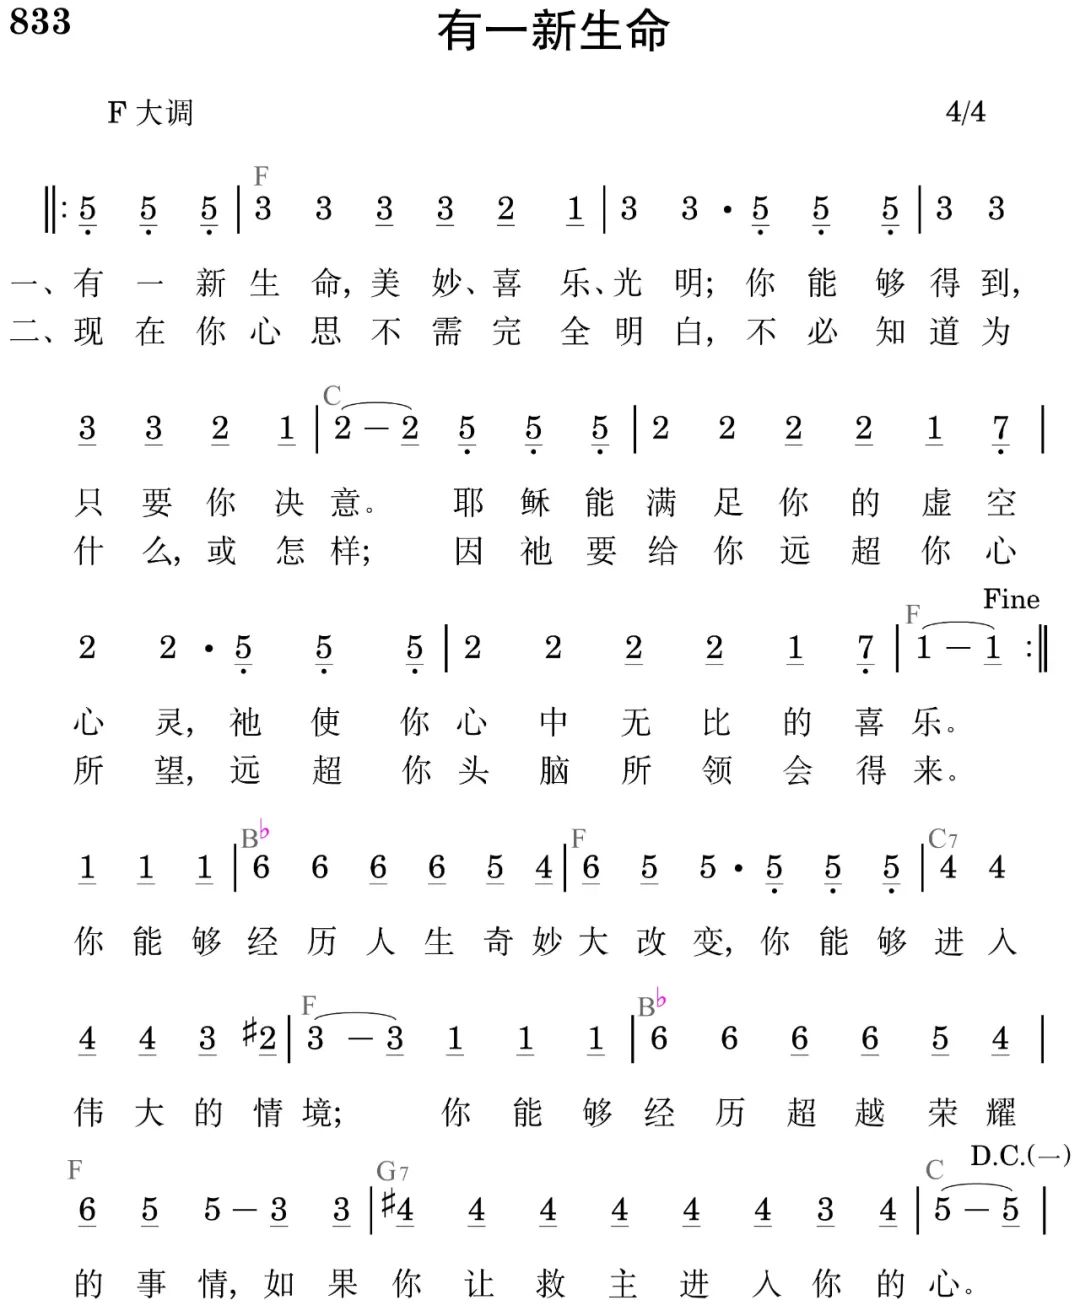 833
有一新生命
F 大调 4/4
F
‖: 5 5 5 | 3 3 3 3 2 1 | 3 3 · 5 5 5 | 3 3
一、有一新生命,美妙、喜乐、光明;你能够得到,
二、现在你心思不需完全明白,不必知道为
C
3 3 2 1 | 2 – 2 5 5 5 | 2 2 2 2 1 7 |
只要你决意。耶稣能满足你的虚空
什么,或怎样;因祂要给你远超你心
F Fine
2 2 · 5 5 5 | 2 2 2 2 1 7 | 1 – 1 :‖
心灵,祂使你心中无比的喜乐。
所望,远超你头脑所领会得来。
B♭ F C7
1 1 1 | 6 6 6 6 5 4 | 6 5 5 · 5 5 5 | 4 4
你能够经历人生奇妙大改变,你能够进入
F B♭
4 4 3 #2 | 3 – 3 1 1 1 | 6 6 6 6 5 4 |
伟大的情境;你能够经历超越荣耀
F G7 C D.C.(一)
6 5 5 – 3 3 | #4 4 4 4 4 4 3 4 | 5 – 5 |
的事情,如果你让救主进入你的心。